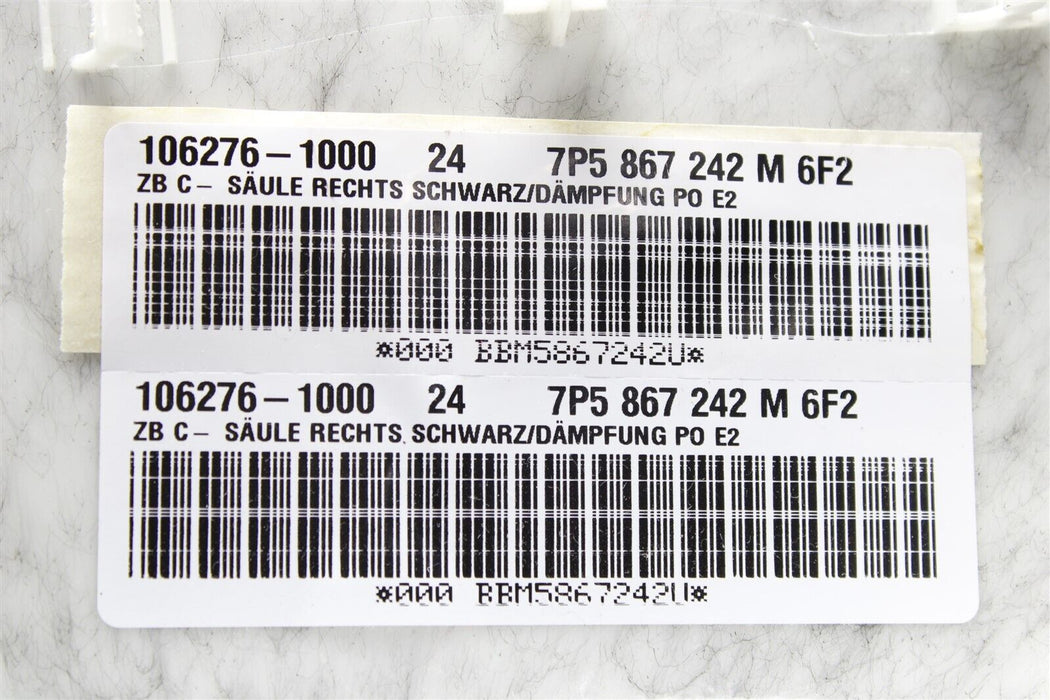 106276-1000 24 7P5 867 242 M 6F2
ZB C- SÄULE RECHTS SCHWARZ/DÄMPFUNG PO E2
*000 BBM5867242U*
106276-1000 24 7P5 867 242 M 6F2
ZB C- SÄULE RECHTS SCHWARZ/DÄMPFUNG PO E2
*000 BBM5867242U*